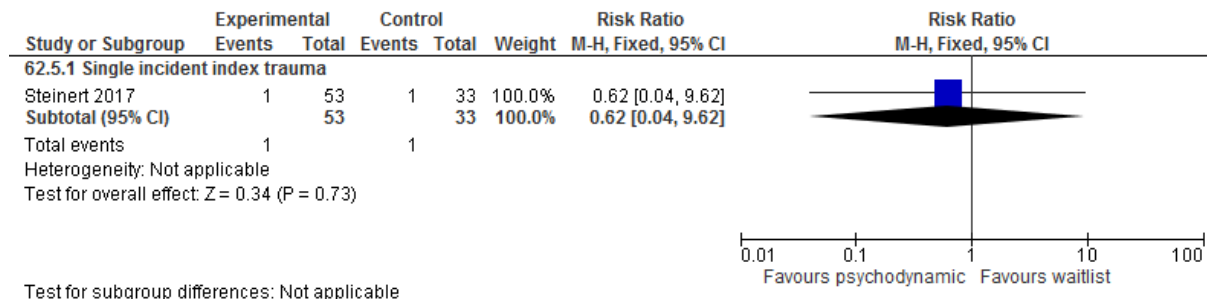 Experimental Control Risk Ratio Risk Ratio
Study or Subgroup Events Total Events Total Weight M-H, Fixed, 95% CI M-H, Fixed, 95% CI
62.5.1 Single incident index trauma
Steinert 2017 1 53 1 33 100.0% 0.62 [0.04, 9.62]
Subtotal (95% CI) 53 33 100.0% 0.62 [0.04, 9.62]
Total events 1 1
Heterogeneity: Not applicable
Test for overall effect: Z = 0.34 (P = 0.73)
0.01 0.1 1 10 100
Favours psychodynamic Favours waitlist
Test for subgroup differences: Not applicable